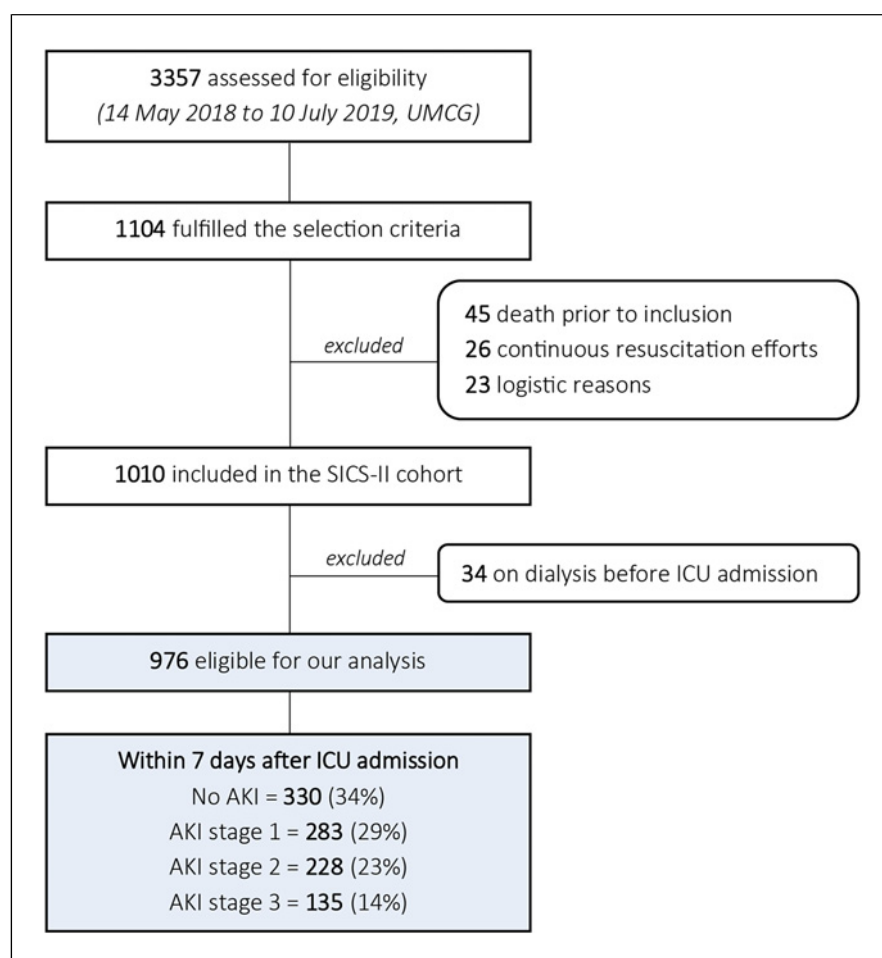 3357 assessed for eligibility
(14 May 2018 to 10 July 2019, UMCG)
1104 fulfilled the selection criteria
excluded
45 death prior to inclusion
26 continuous resuscitation efforts
23 logistic reasons
1010 included in the SICS-II cohort
excluded
34 on dialysis before ICU admission
976 eligible for our analysis
Within 7 days after ICU admission
No AKI = 330 (34%)
AKI stage 1 = 283 (29%)
AKI stage 2 = 228 (23%)
AKI stage 3 = 135 (14%)